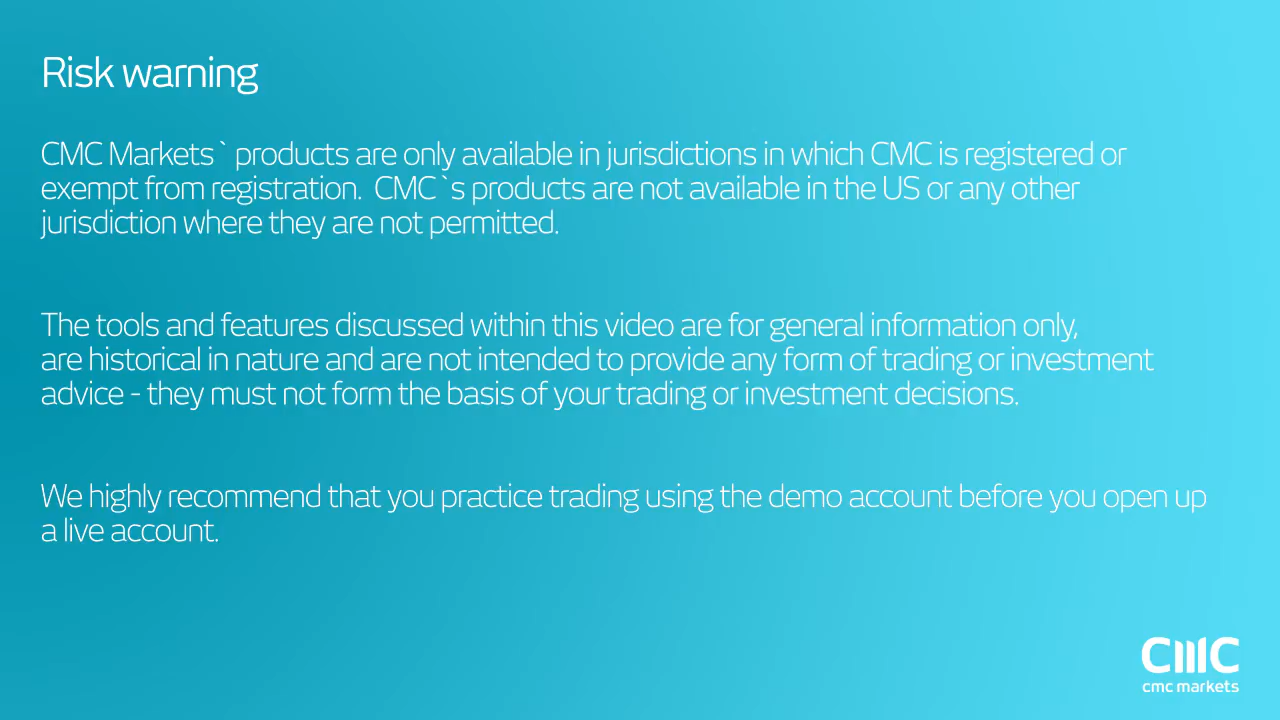 Risk warning
CMC Markets` products are only available in jurisdictions in which CMC is registered or
exempt from registration.  CMC`s products are not available in the US or any other
jurisdiction where they are not permitted.
The tools and features discussed within this video are for general information only,
are historical in nature and are not intended to provide any form of trading or investment
advice - they must not form the basis of your trading or investment decisions.
We highly recommend that you practice trading using the demo account before you open up
a live account.
CMC
cmc markets